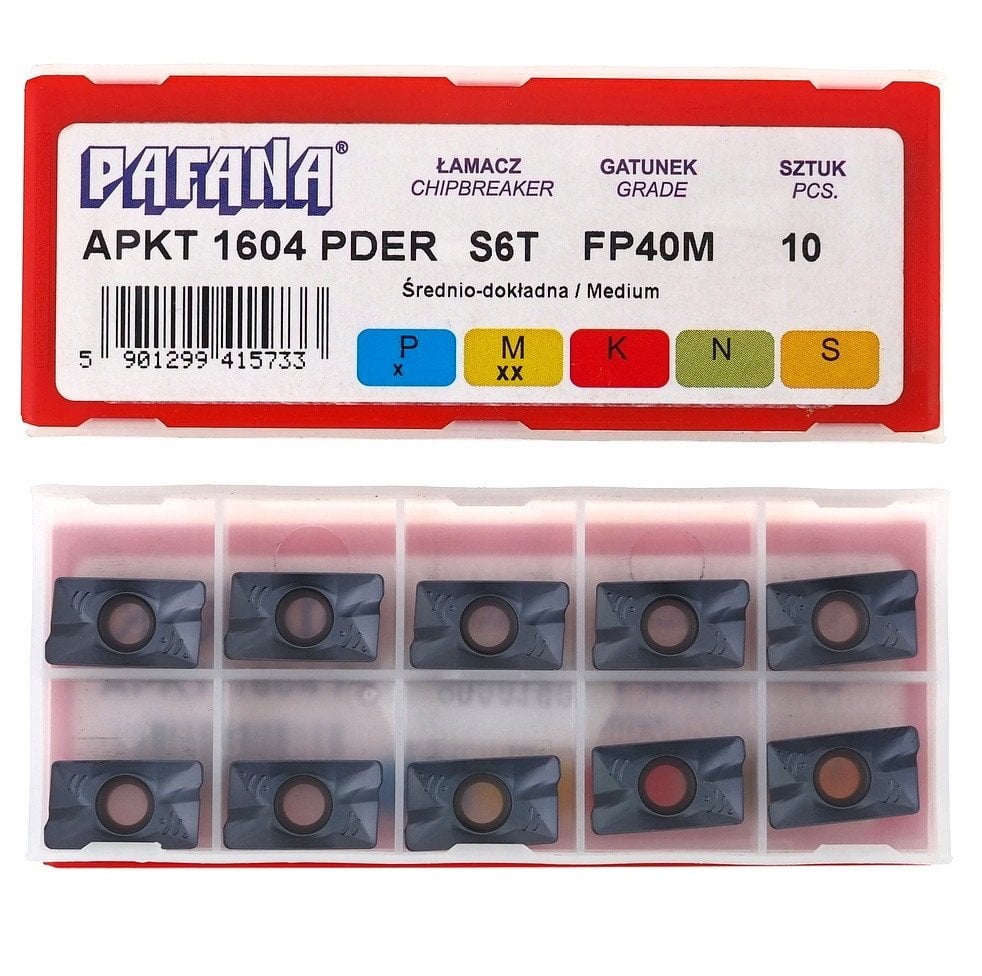 PAFANA®
ŁAMACZ GATUNEK SZTUK
CHIPBREAKER GRADE PCS.
APKT 1604 PDER S6T FP40M 10
Średnio-dokładna / Medium
5 901299 415733
P M K N S
x xx